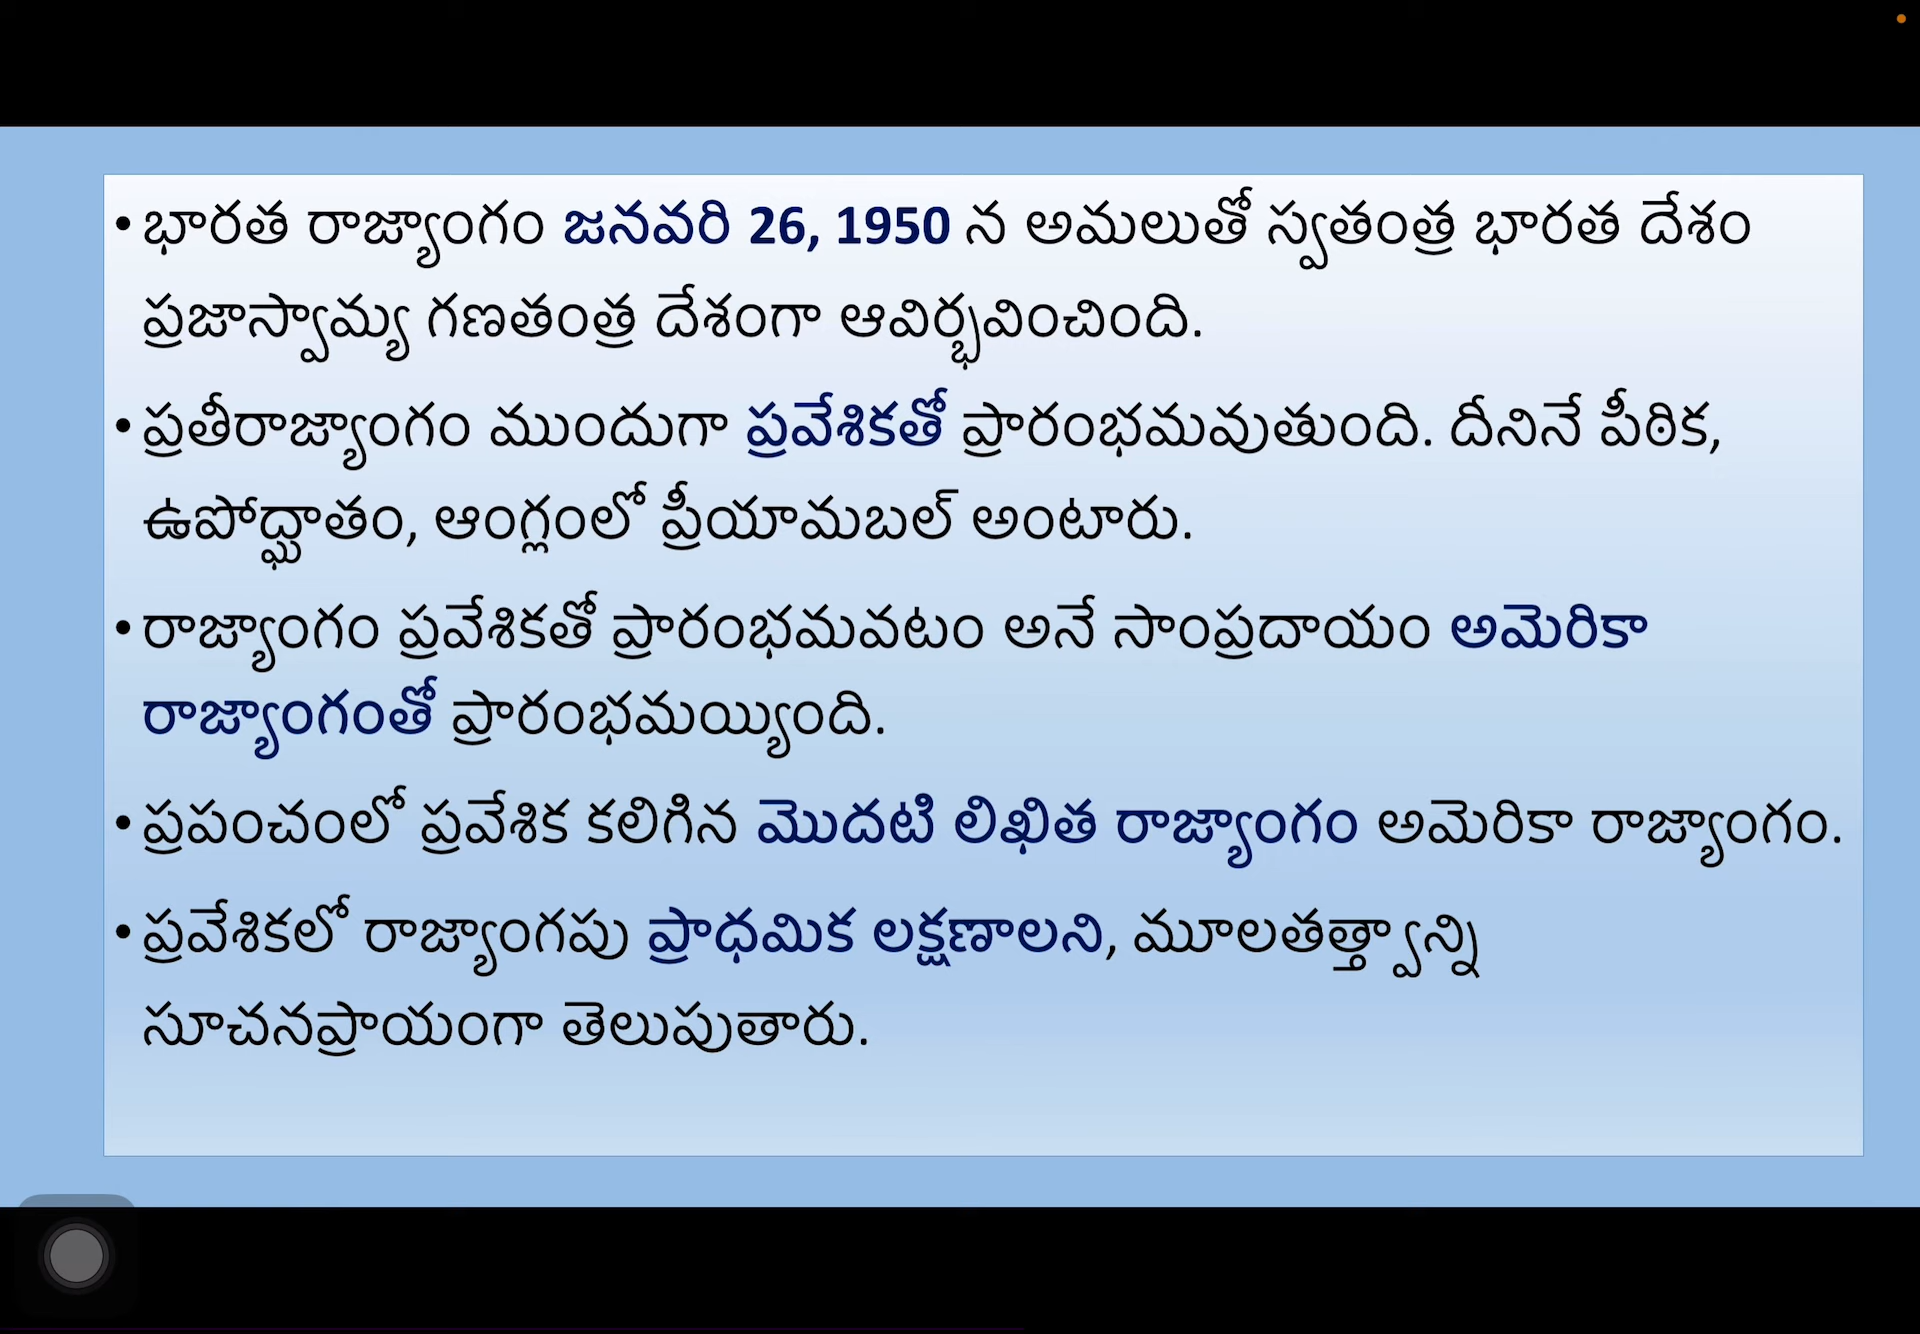 • భారత రాజ్యాంగం జనవరి 26, 1950 న అమలుతో స్వతంత్ర భారత దేశం
ప్రజాస్వామ్య గణతంత్ర దేశంగా ఆవిర్భవించింది.
• ప్రతీరాజ్యాంగం ముందుగా ప్రవేశికతో ప్రారంభమవుతుంది. దీనినే పీఠిక,
ఉపోద్ఘాతం, ఆంగ్లంలో ప్రీయామబల్ అంటారు.
• రాజ్యాంగం ప్రవేశికతో ప్రారంభమవటం అనే సాంప్రదాయం అమెరికా
రాజ్యాంగంతో ప్రారంభమయ్యింది.
• ప్రపంచంలో ప్రవేశిక కలిగిన మొదటి లిఖిత రాజ్యాంగం అమెరికా రాజ్యాంగం.
• ప్రవేశికలో రాజ్యాంగపు ప్రాధమిక లక్షణాలని, మూలతత్త్వాన్ని
సూచనప్రాయంగా తెలుపుతారు.